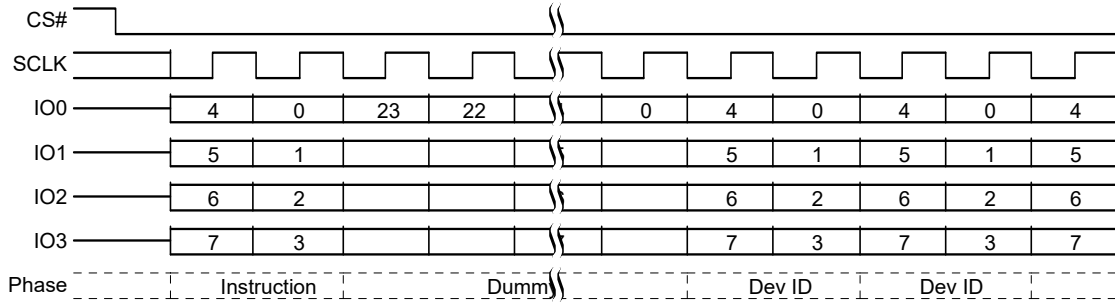 CS#
SCLK
IO0 4 0 23 22 0 4 0 4 0 4
IO1 5 1 5 1 5 1 5
IO2 6 2 6 2 6 2 6
IO3 7 3 7 3 7 3 7
Phase Instruction Dumm Dev ID Dev ID